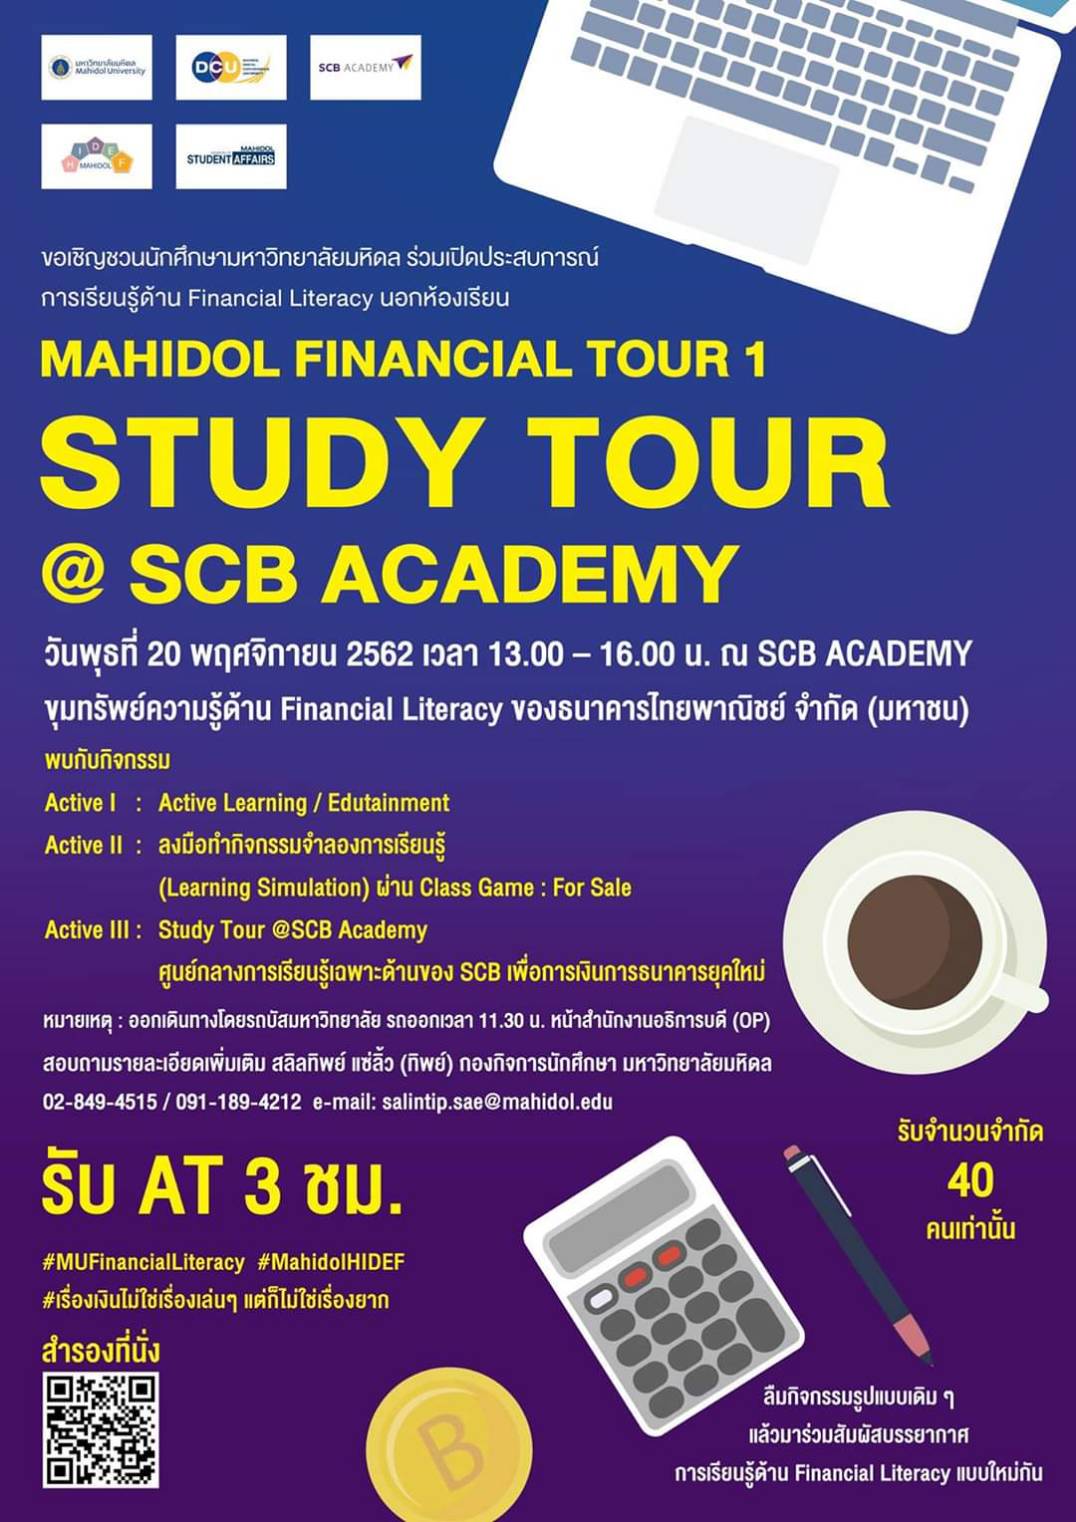 มหาวิทยาลัยมหิดล
Mahidol University
DCU
SCB ACADEMY
HIDEF
MAHIDOL
MAHIDOL
STUDENT AFFAIRS
ขอเชิญชวนนักศึกษามหาวิทยาลัยมหิดล ร่วมเปิดประสบการณ์
การเรียนรู้ด้าน Financial Literacy นอกห้องเรียน
MAHIDOL FINANCIAL TOUR 1
STUDY TOUR
@ SCB ACADEMY
วันพุธที่ 20 พฤศจิกายน 2562 เวลา 13.00 – 16.00 น. ณ SCB ACADEMY
ขุมทรัพย์ความรู้ด้าน Financial Literacy ของธนาคารไทยพาณิชย์ จำกัด (มหาชน)
พบกับกิจกรรม
Active I : Active Learning / Edutainment
Active II : ลงมือทำกิจกรรมจำลองการเรียนรู้
(Learning Simulation) ผ่าน Class Game : For Sale
Active III : Study Tour @SCB Academy
ศูนย์กลางการเรียนรู้เฉพาะด้านของ SCB เพื่อการเงินการธนาคารยุคใหม่
หมายเหตุ : ออกเดินทางโดยรถบัสมหาวิทยาลัย รถออกเวลา 11.30 น. หน้าสำนักงานอธิการบดี (OP)
สอบถามรายละเอียดเพิ่มเติม สลิลทิพย์ แซ่ลิ้ว (ทิพย์) กองกิจการนักศึกษา มหาวิทยาลัยมหิดล
02-849-4515 / 091-189-4212 e-mail: salintip.sae@mahidol.edu
รับจำนวนจำกัด
40
คนเท่านั้น
รับ AT 3 ชม.
#MUFinancialLiteracy #MahidolHIDEF
#เรื่องเงินไม่ใช่เรื่องเล่นๆ แต่ก็ไม่ใช่เรื่องยาก
สำรองที่นั่ง
B
ลืมกิจกรรมรูปแบบเดิม ๆ
แล้วมาร่วมสัมผัสบรรยากาศ
การเรียนรู้ด้าน Financial Literacy แบบใหม่กัน